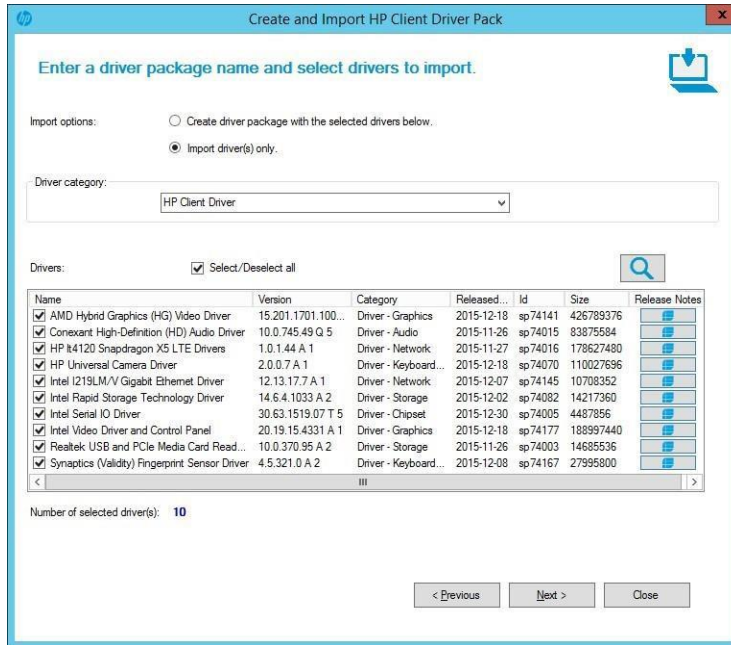 Create and Import HP Client Driver Pack
x
Enter a driver package name and select drivers to import.
Import options:
Create driver package with the selected drivers below.
Import driver(s) only.
Driver category:
HP Client Driver
Drivers:
Select/Deselect all
Name Version Category Released... Id Size Release Notes
AMD Hybrid Graphics (HG) Video Driver 15.201.1701.100... Driver - Graphics 2015-12-18 sp74141 426789376
Conexant High-Definition (HD) Audio Driver 10.0.745.49 Q 5 Driver - Audio 2015-11-26 sp74015 83875584
HP lt4120 Snapdragon X5 LTE Drivers 1.0.1.44 A 1 Driver - Network 2015-11-27 sp74016 178627480
HP Universal Camera Driver 2.0.0.7 A 1 Driver - Keyboard... 2015-12-18 sp74070 110027696
Intel I219LM/V Gigabit Ethernet Driver 12.13.17.7 A 1 Driver - Network 2015-12-07 sp74145 10708352
Intel Rapid Storage Technology Driver 14.6.4.1033 A 2 Driver - Storage 2015-12-02 sp74082 14217360
Intel Serial IO Driver 30.63.1519.07 T 5 Driver - Chipset 2015-12-30 sp74005 4487856
Intel Video Driver and Control Panel 20.19.15.4331 A 1 Driver - Graphics 2015-12-18 sp74177 188997440
Realtek USB and PCIe Media Card Read... 10.0.370.95 A 2 Driver - Storage 2015-11-26 sp74003 14685536
Synaptics (Validity) Fingerprint Sensor Driver 4.5.321.0 A 2 Driver - Keyboard... 2015-12-08 sp74167 27995800
Number of selected driver(s): 10
< Previous Next > Close